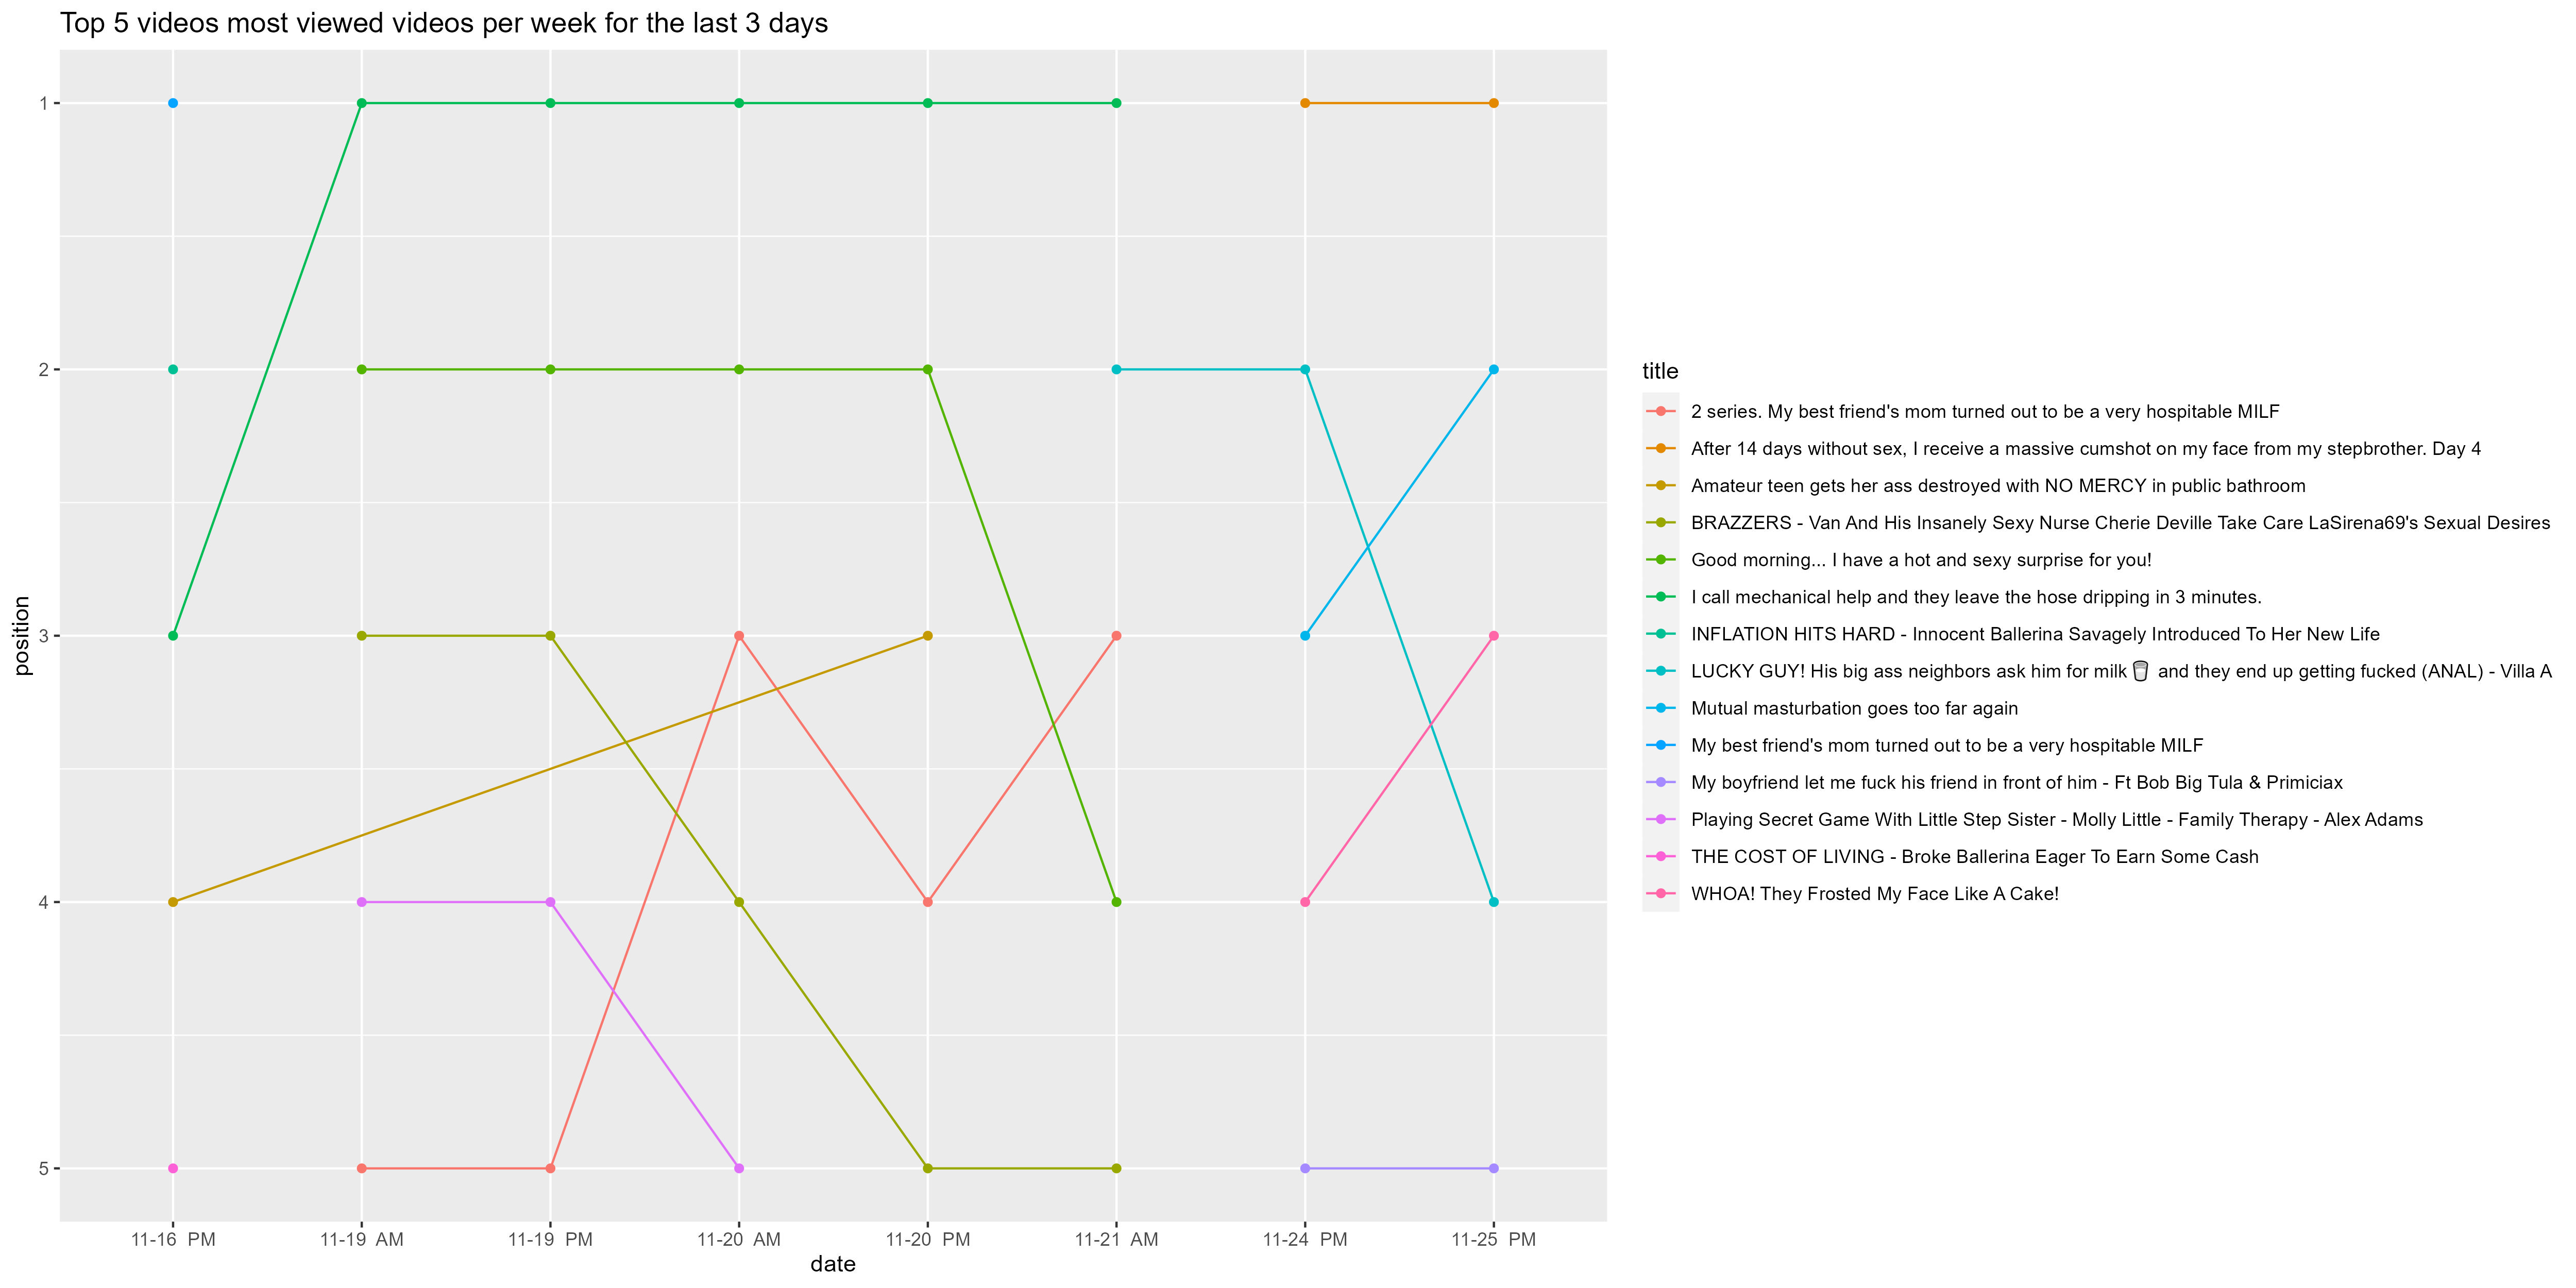 Top 5 videos most viewed videos per week for the last 3 days
position
1
2
3
4
5
11-16 PM
11-19 AM
11-19 PM
11-20 AM
11-20 PM
11-21 AM
11-24 PM
11-25 PM
date
title
2 series. My best friend's mom turned out to be a very hospitable MILF
After 14 days without sex, I receive a massive cumshot on my face from my stepbrother. Day 4
Amateur teen gets her ass destroyed with NO MERCY in public bathroom
BRAZZERS - Van And His Insanely Sexy Nurse Cherie Deville Take Care LaSirena69's Sexual Desires
Good morning... I have a hot and sexy surprise for you!
I call mechanical help and they leave the hose dripping in 3 minutes.
INFLATION HITS HARD - Innocent Ballerina Savagely Introduced To Her New Life
LUCKY GUY! His big ass neighbors ask him for milk 🥛 and they end up getting fucked (ANAL) - Villa A
Mutual masturbation goes too far again
My best friend's mom turned out to be a very hospitable MILF
My boyfriend let me fuck his friend in front of him - Ft Bob Big Tula & Primiciax
Playing Secret Game With Little Step Sister - Molly Little - Family Therapy - Alex Adams
THE COST OF LIVING - Broke Ballerina Eager To Earn Some Cash
WHOA! They Frosted My Face Like A Cake!